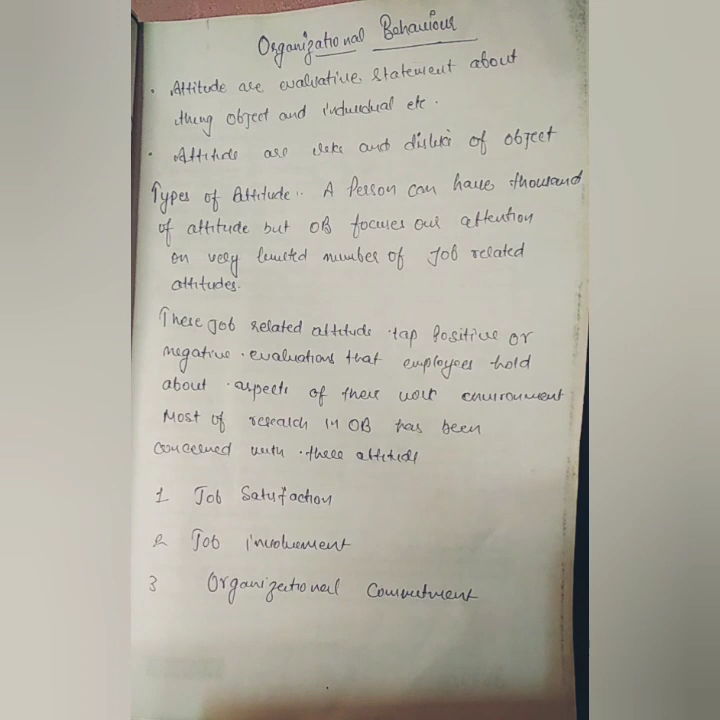 Organizational Behaviour
• Attitude are evaluative statement about
thing object and individual etc.
• Attitude are like and dislike of object
Types of Attitude:. A Person can have thousand
of attitude but OB focuses our attention
on very limited number of Job related
attitudes.
These Job related attitude tap Positive or
negative evaluations that employees hold
about aspects of their work environment
Most of research in OB has been
concerned with these attitude
1 Job Satisfaction
2 Job involvement
3 Organizational Commitment